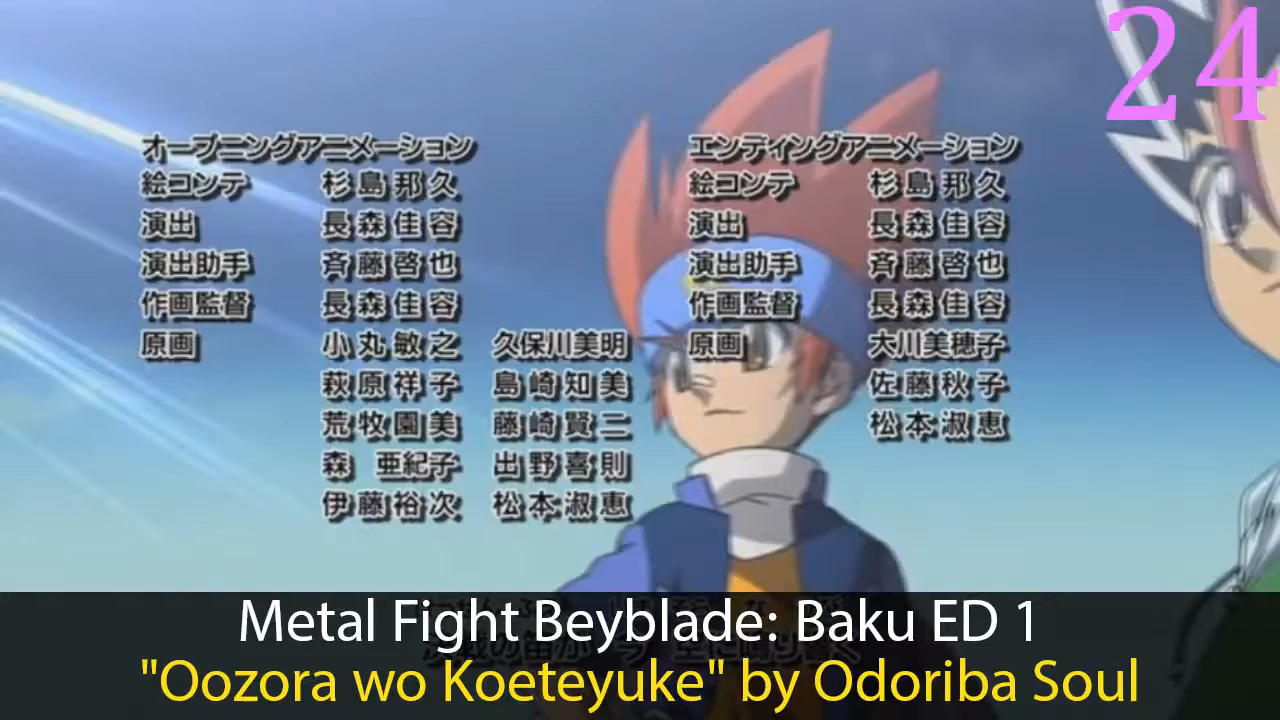 24
オープニングアニメーション
絵コンテ 杉島邦久
演出 長森佳容
演出助手 斉藤啓也
作画監督 長森佳容
原画 小丸敏之 久保川美明
萩原祥子 島崎知美
荒牧園美 藤崎賢二
森 亜紀子 出野喜則
伊藤裕次 松本淑恵
エンディングアニメーション
絵コンテ 杉島邦久
演出 長森佳容
演出助手 斉藤啓也
作画監督 長森佳容
原画 大川美穂子
佐藤秋子
松本淑恵
Metal Fight Beyblade: Baku ED 1
"Oozora wo Koeteyuke" by Odoriba Soul